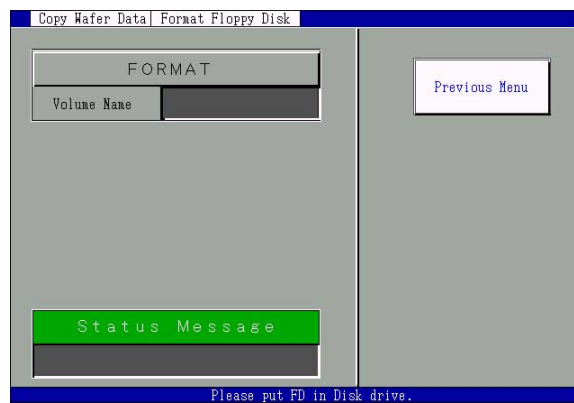 Copy Wafer Data| Format Floppy Disk
FORMAT
Volume Name
Previous Menu
Status Message
Please put FD in Disk drive.